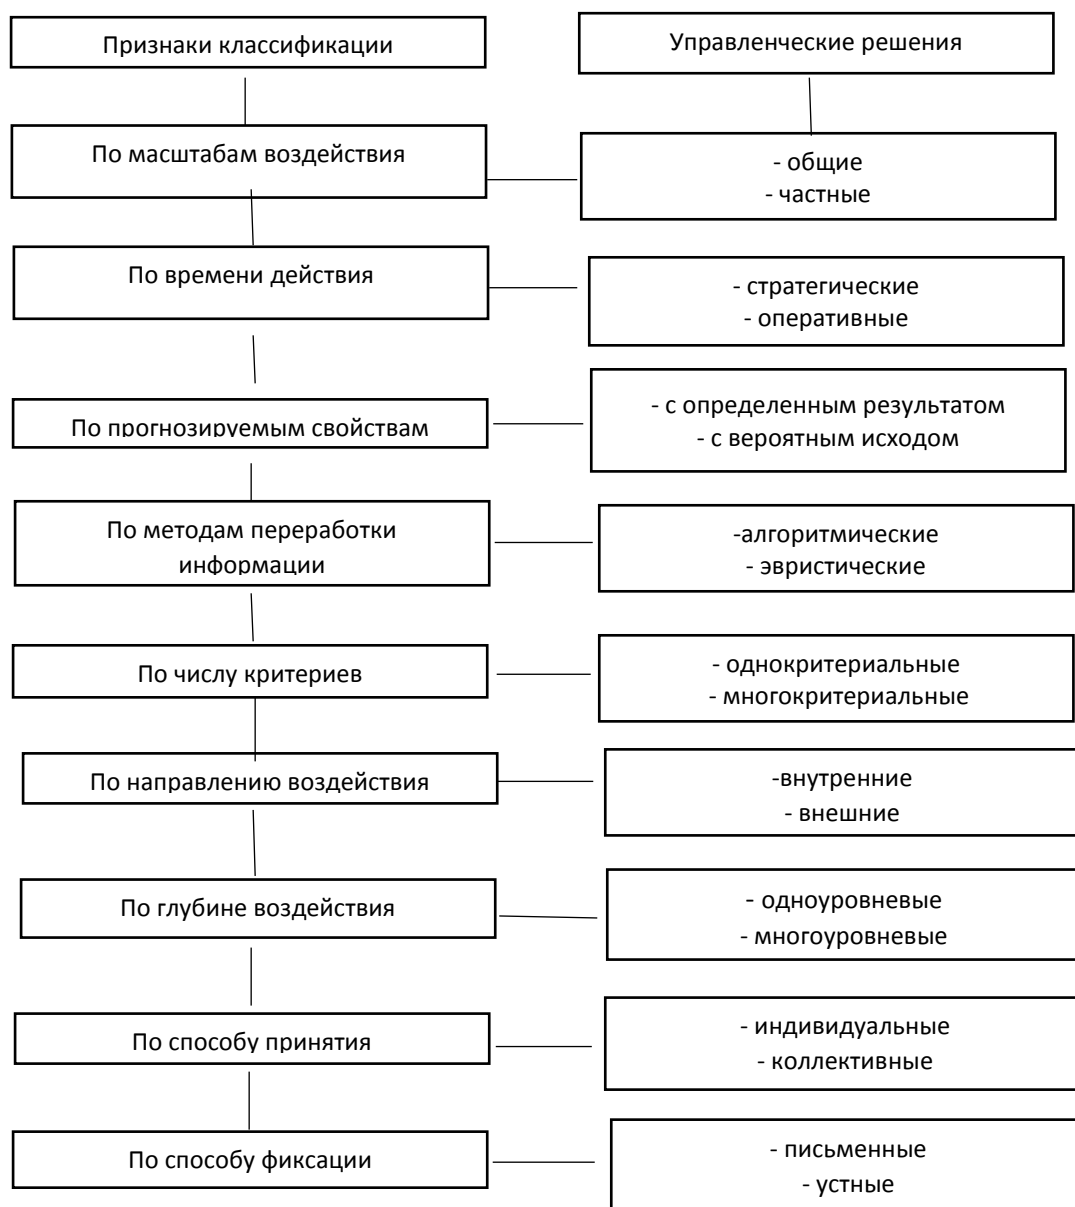 Признаки классификации
Управленческие решения
По масштабам воздействия
- общие
- частные
По времени действия
- стратегические
- оперативные
По прогнозируемым свойствам
- с определенным результатом
- с вероятным исходом
По методам переработки
информации
-алгоритмические
- эвристические
По числу критериев
- однокритериальные
- многокритериальные
По направлению воздействия
-внутренние
- внешние
По глубине воздействия
- одноуровневые
- многоуровневые
По способу принятия
- индивидуальные
- коллективные
По способу фиксации
- письменные
- устные